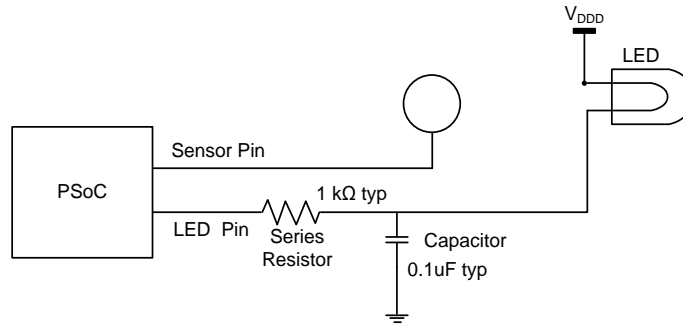 V_DDD
LED
Sensor Pin
PSoC
1 kΩ typ
LED Pin
Series
Resistor
Capacitor
0.1uF typ